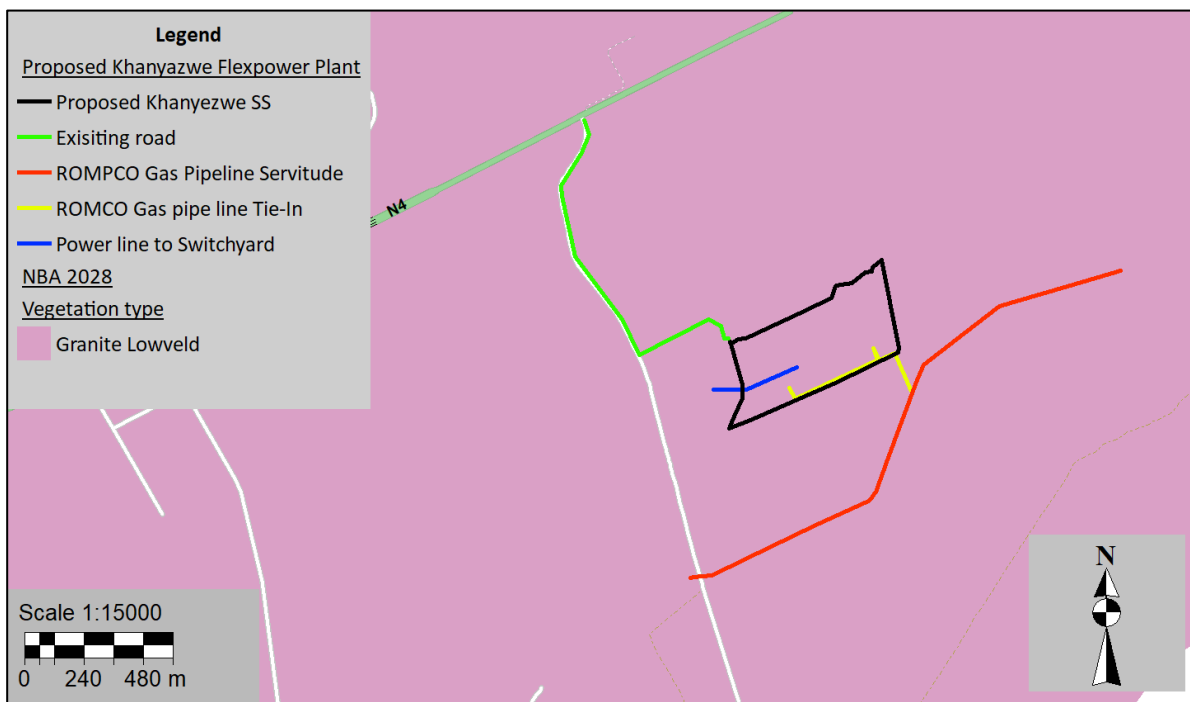 Legend
Proposed Khanyazwe Flexpower Plant
Proposed Khanyezwe SS
Exisiting road
ROMPCO Gas Pipeline Servitude
ROMCO Gas pipe line Tie-In
Power line to Switchyard
NBA 2028
Vegetation type
Granite Lowveld
N4
N
Scale 1:15000
0 240 480 m